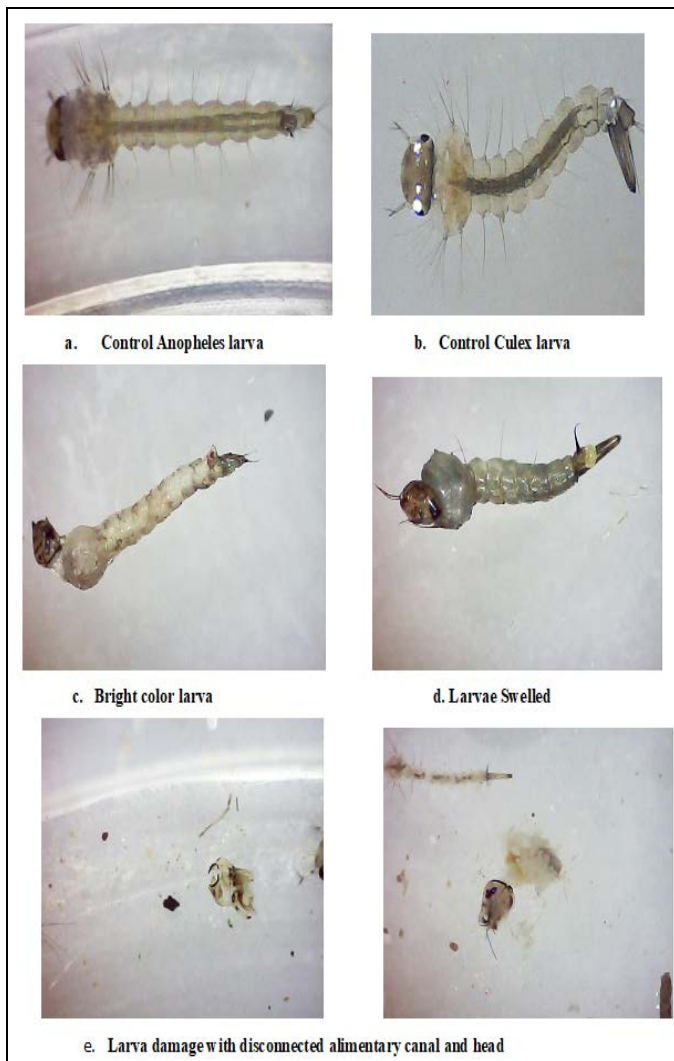 a. Control Anopheles larva
b. Control Culex larva
c. Bright color larva
d. Larvae Swelled
e. Larva damage with disconnected alimentary canal and head